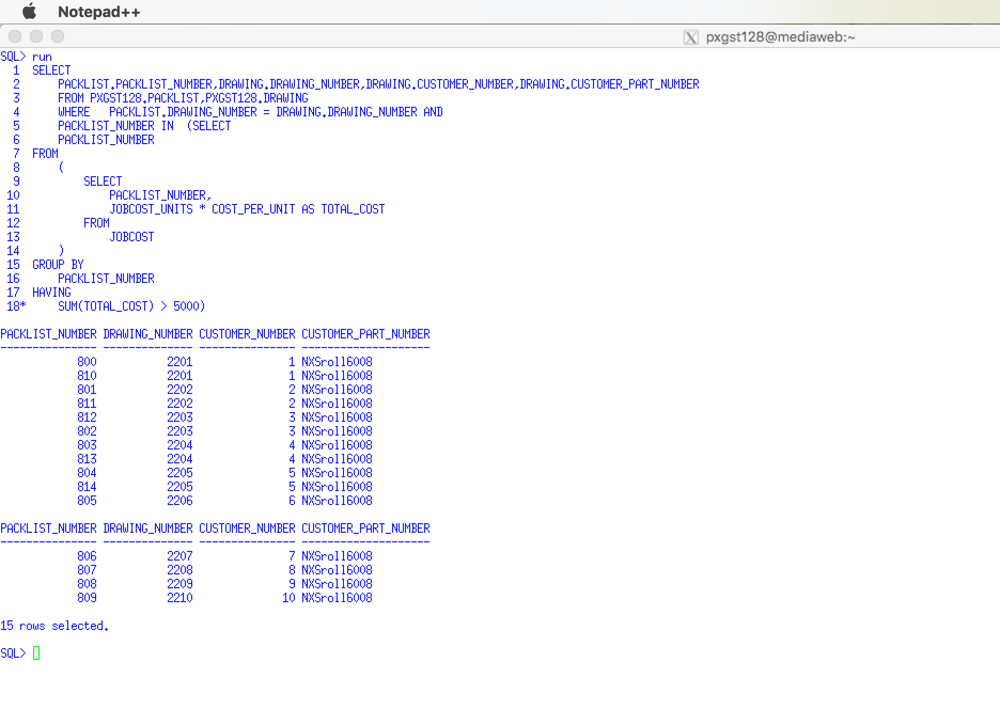 Notepad++
pxgst128@mediaweb:~
SQL> run
  1  SELECT
  2      PACKLIST.PACKLIST_NUMBER,DRAWING.DRAWING_NUMBER,DRAWING.CUSTOMER_NUMBER,DRAWING.CUSTOMER_PART_NUMBER
  3      FROM PXGST128.PACKLIST,PXGST128.DRAWING
  4      WHERE   PACKLIST.DRAWING_NUMBER = DRAWING.DRAWING_NUMBER AND
  5      PACKLIST_NUMBER IN  (SELECT
  6      PACKLIST_NUMBER
  7  FROM
  8      (
  9          SELECT
 10              PACKLIST_NUMBER,
 11              JOBCOST_UNITS * COST_PER_UNIT AS TOTAL_COST
 12          FROM
 13              JOBCOST
 14      )
 15  GROUP BY
 16      PACKLIST_NUMBER
 17  HAVING
 18*     SUM(TOTAL_COST) > 5000)
PACKLIST_NUMBER DRAWING_NUMBER CUSTOMER_NUMBER CUSTOMER_PART_NUMBER
--------------- -------------- --------------- --------------------
            800           2201               1 NXSroll6008
            810           2201               1 NXSroll6008
            801           2202               2 NXSroll6008
            811           2202               2 NXSroll6008
            812           2203               3 NXSroll6008
            802           2203               3 NXSroll6008
            803           2204               4 NXSroll6008
            813           2204               4 NXSroll6008
            804           2205               5 NXSroll6008
            814           2205               5 NXSroll6008
            805           2206               6 NXSroll6008
PACKLIST_NUMBER DRAWING_NUMBER CUSTOMER_NUMBER CUSTOMER_PART_NUMBER
--------------- -------------- --------------- --------------------
            806           2207               7 NXSroll6008
            807           2208               8 NXSroll6008
            808           2209               9 NXSroll6008
            809           2210              10 NXSroll6008
15 rows selected.
SQL>